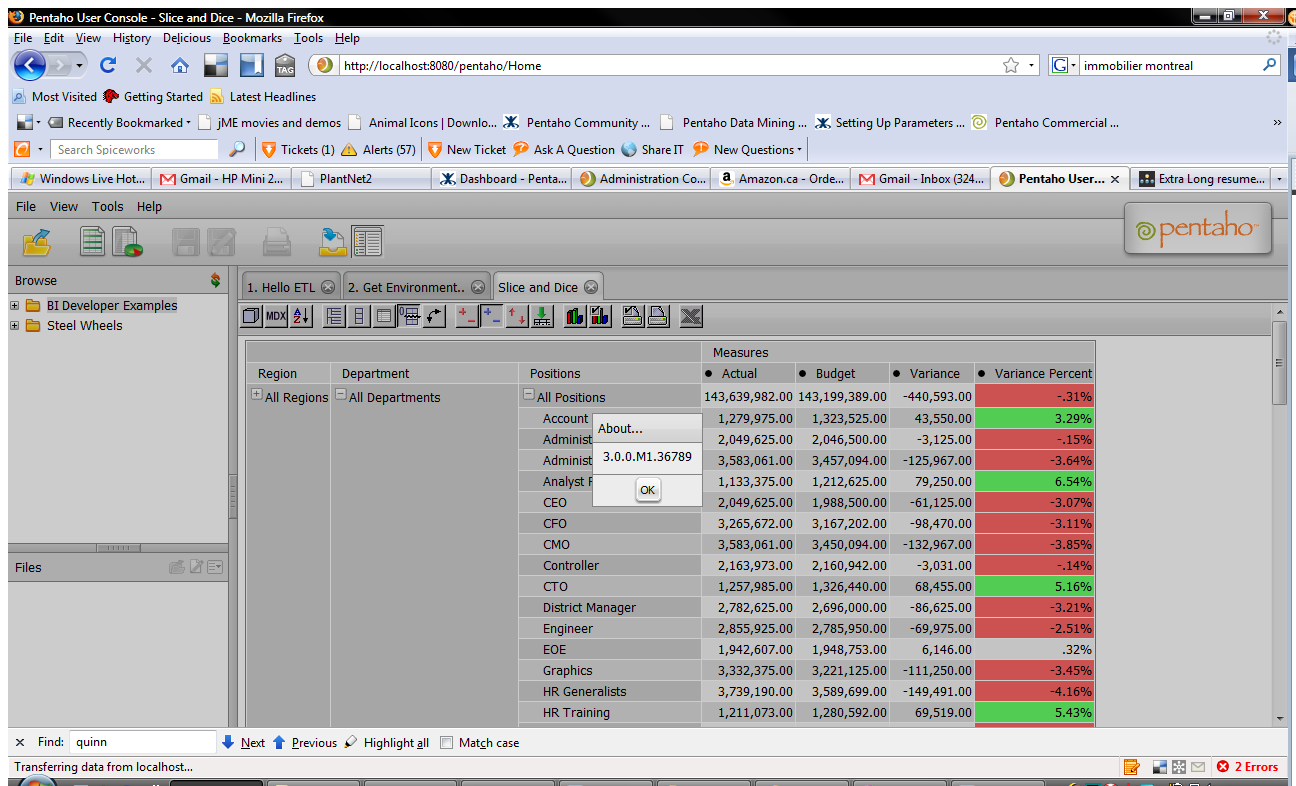 Pentaho User Console - Slice and Dice - Mozilla Firefox
File Edit View History Delicious Bookmarks Tools Help
TAG http://localhost:8080/pentaho/Home G immobilier montreal
Most Visited Getting Started Latest Headlines
Recently Bookmarked jME movies and demos Animal Icons | Downlo... Pentaho Community ... Pentaho Data Mining ... Setting Up Parameters ... Pentaho Commercial ... »
Search Spiceworks Tickets (1) Alerts (57) New Ticket Ask A Question Share IT New Questions
Windows Live Hot... Gmail - HP Mini 2... PlantNet2 Dashboard - Penta... Administration Co... Amazon.ca - Orde... Gmail - Inbox (324... Pentaho User... Extra Long resume...
File View Tools Help
pentaho
Browse
1. Hello ETL 2. Get Environment.. Slice and Dice
BI Developer Examples
Steel Wheels
MDX
Measures
Region Department Positions Actual Budget Variance Variance Percent
All Regions All Departments All Positions 143,639,982.00 143,199,389.00 -440,593.00 -.31%
Account 1,279,975.00 1,323,525.00 43,550.00 3.29%
Administ 2,049,625.00 2,046,500.00 -3,125.00 -.15%
Administ 3,583,061.00 3,457,094.00 -125,967.00 -3.64%
Analyst 1,133,375.00 1,212,625.00 79,250.00 6.54%
CEO 2,049,625.00 1,988,500.00 -61,125.00 -3.07%
CFO 3,265,672.00 3,167,202.00 -98,470.00 -3.11%
CMO 3,583,061.00 3,450,094.00 -132,967.00 -3.85%
Controller 2,163,973.00 2,160,942.00 -3,031.00 -.14%
CTO 1,257,985.00 1,326,440.00 68,455.00 5.16%
District Manager 2,782,625.00 2,696,000.00 -86,625.00 -3.21%
Engineer 2,855,925.00 2,785,950.00 -69,975.00 -2.51%
EOE 1,942,607.00 1,948,753.00 6,146.00 .32%
Graphics 3,332,375.00 3,221,125.00 -111,250.00 -3.45%
HR Generalists 3,739,190.00 3,589,699.00 -149,491.00 -4.16%
HR Training 1,211,073.00 1,280,592.00 69,519.00 5.43%
About...
3.0.0.M1.36789
OK
Files
Find: quinn Next Previous Highlight all Match case
Transferring data from localhost... 2 Errors